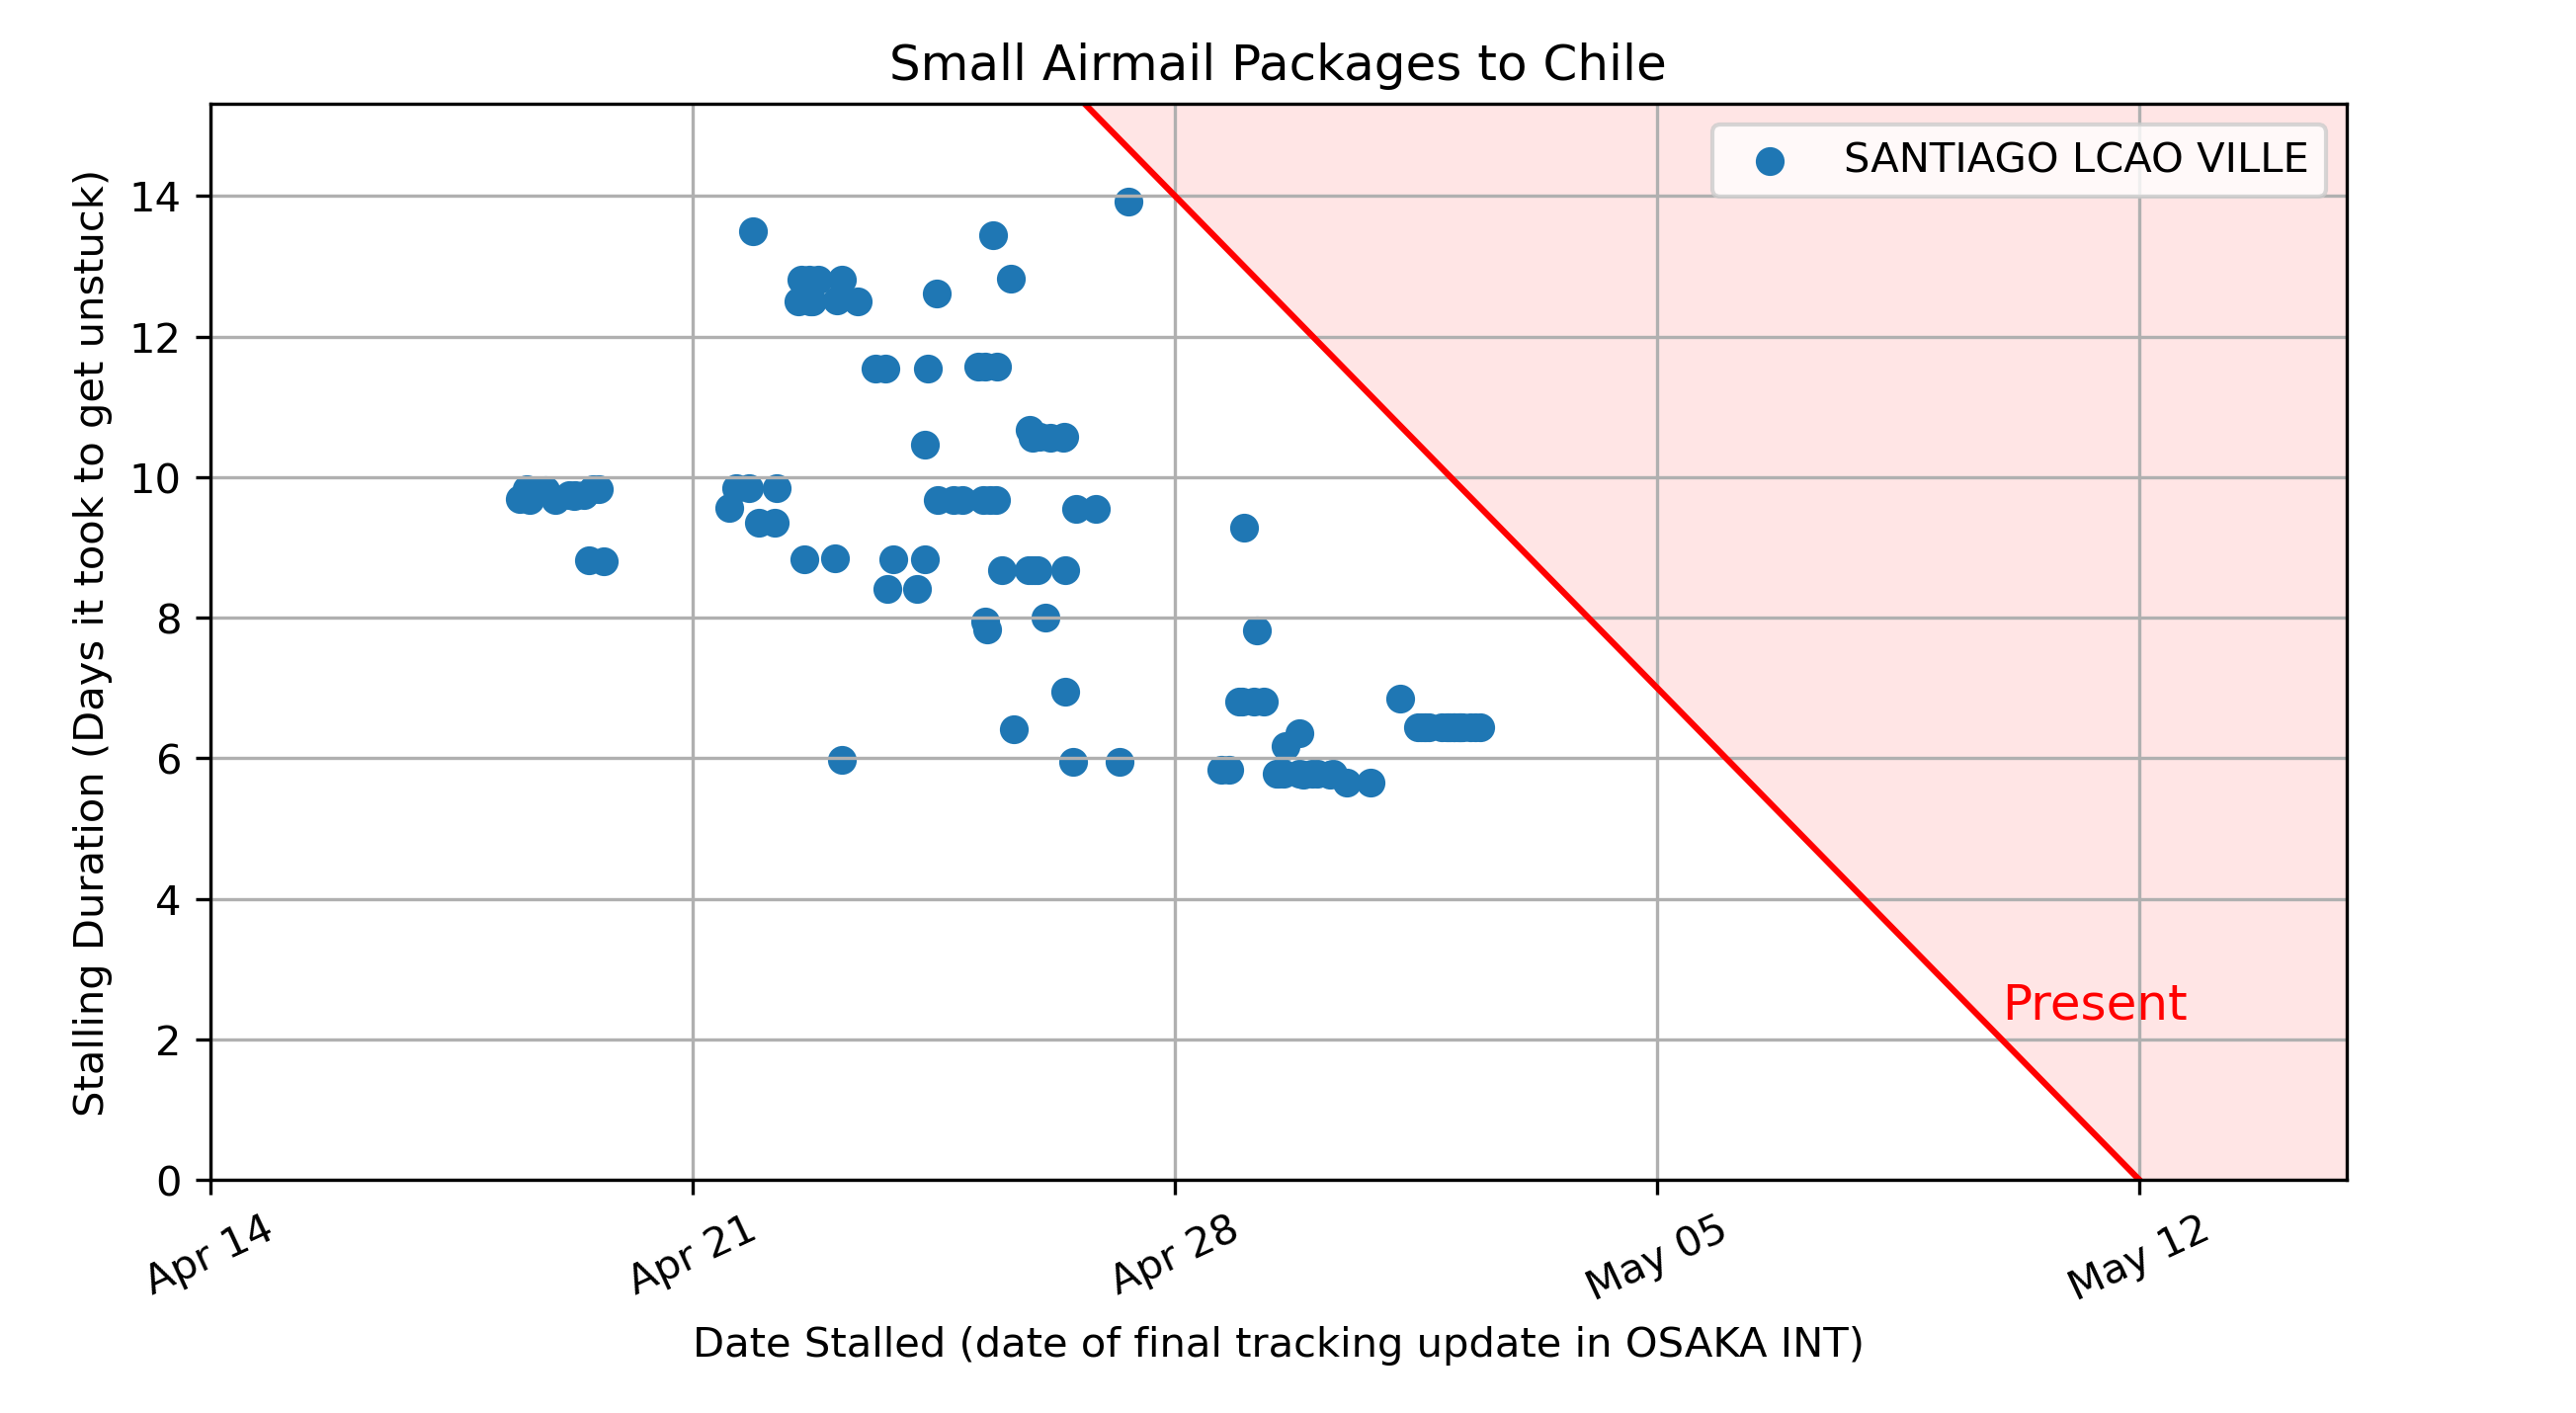 Small Airmail Packages to Chile
SANTIAGO LCAO VILLE
Stalling Duration (Days it took to get unstuck)
14
12
10
8
6
4
2
0
Present
Apr 14
Apr 21
Apr 28
May 05
May 12
Date Stalled (date of final tracking update in OSAKA INT)